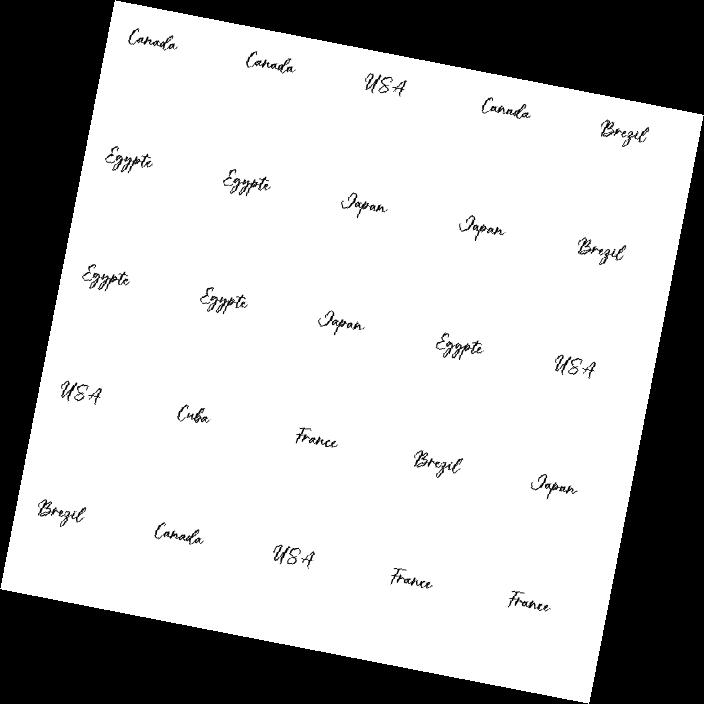 Canada Canada USA Canada Brezil
Egypte Egypte Japan Japan Brezil
Egypte Egypte Japan Egypte USA
USA Cuba France Brezil Japan
Brezil Canada USA France France